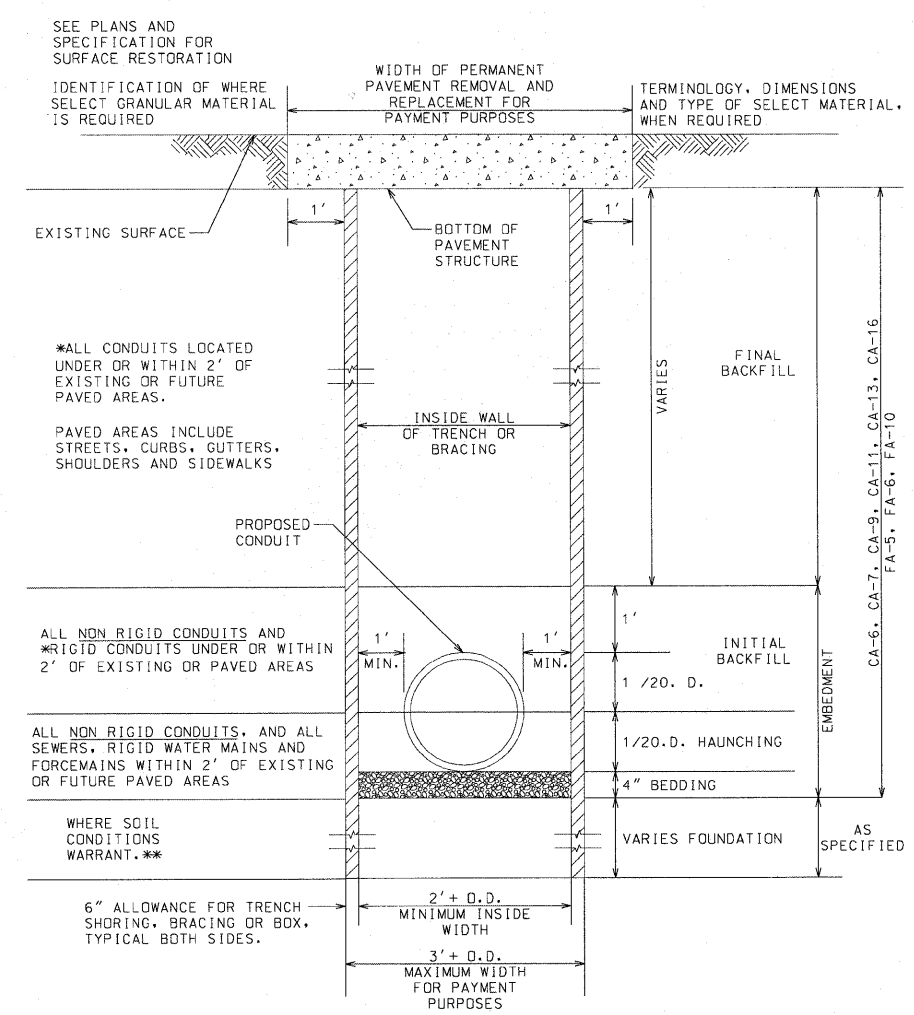 SEE PLANS AND
SPECIFICATION FOR
SURFACE RESTORATION
IDENTIFICATION OF WHERE
SELECT GRANULAR MATERIAL
IS REQUIRED
WIDTH OF PERMANENT
PAVEMENT REMOVAL AND
REPLACEMENT FOR
PAYMENT PURPOSES
TERMINOLOGY, DIMENSIONS
AND TYPE OF SELECT MATERIAL,
WHEN REQUIRED
1'
1'
EXISTING SURFACE
BOTTOM OF
PAVEMENT
STRUCTURE
*ALL CONDUITS LOCATED
UNDER OR WITHIN 2' OF
EXISTING OR FUTURE
PAVED AREAS.
PAVED AREAS INCLUDE
STREETS, CURBS, GUTTERS,
SHOULDERS AND SIDEWALKS
INSIDE WALL
OF TRENCH OR
BRACING
VARIES
FINAL
BACKFILL
CA-6, CA-7, CA-9, CA-11, CA-13, CA-16
FA-5, FA-6, FA-10
PROPOSED
CONDUIT
ALL NON RIGID CONDUITS AND
*RIGID CONDUITS UNDER OR WITHIN
2' OF EXISTING OR PAVED AREAS
1'
MIN.
1'
MIN.
1'
1 /2O. D.
INITIAL
BACKFILL
EMBEDMENT
ALL NON RIGID CONDUITS, AND ALL
SEWERS, RIGID WATER MAINS AND
FORCEMAINS WITHIN 2' OF EXISTING
OR FUTURE PAVED AREAS
1/2O.D. HAUNCHING
4" BEDDING
WHERE SOIL
CONDITIONS
WARRANT.**
VARIES FOUNDATION
AS
SPECIFIED
6" ALLOWANCE FOR TRENCH
SHORING, BRACING OR BOX,
TYPICAL BOTH SIDES.
2'+ O.D.
MINIMUM INSIDE
WIDTH
3'+ O.D.
MAXIMUM WIDTH
FOR PAYMENT
PURPOSES